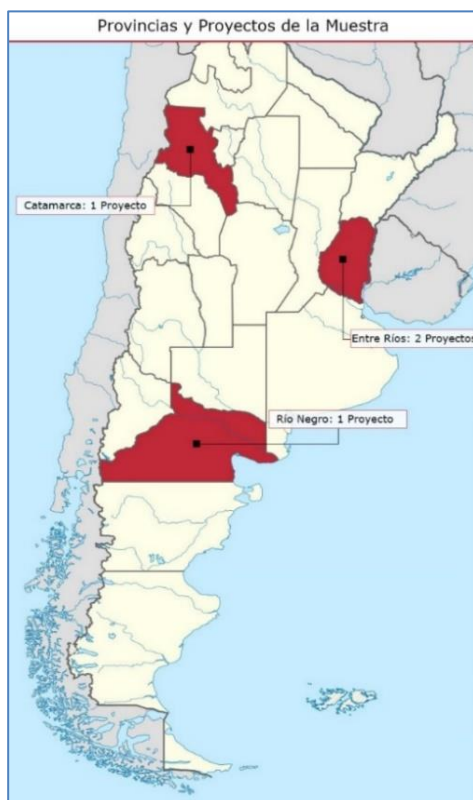 Provincias y Proyectos de la Muestra
Catamarca: 1 Proyecto
Entre Ríos: 2 Proyectos
Río Negro: 1 Proyecto